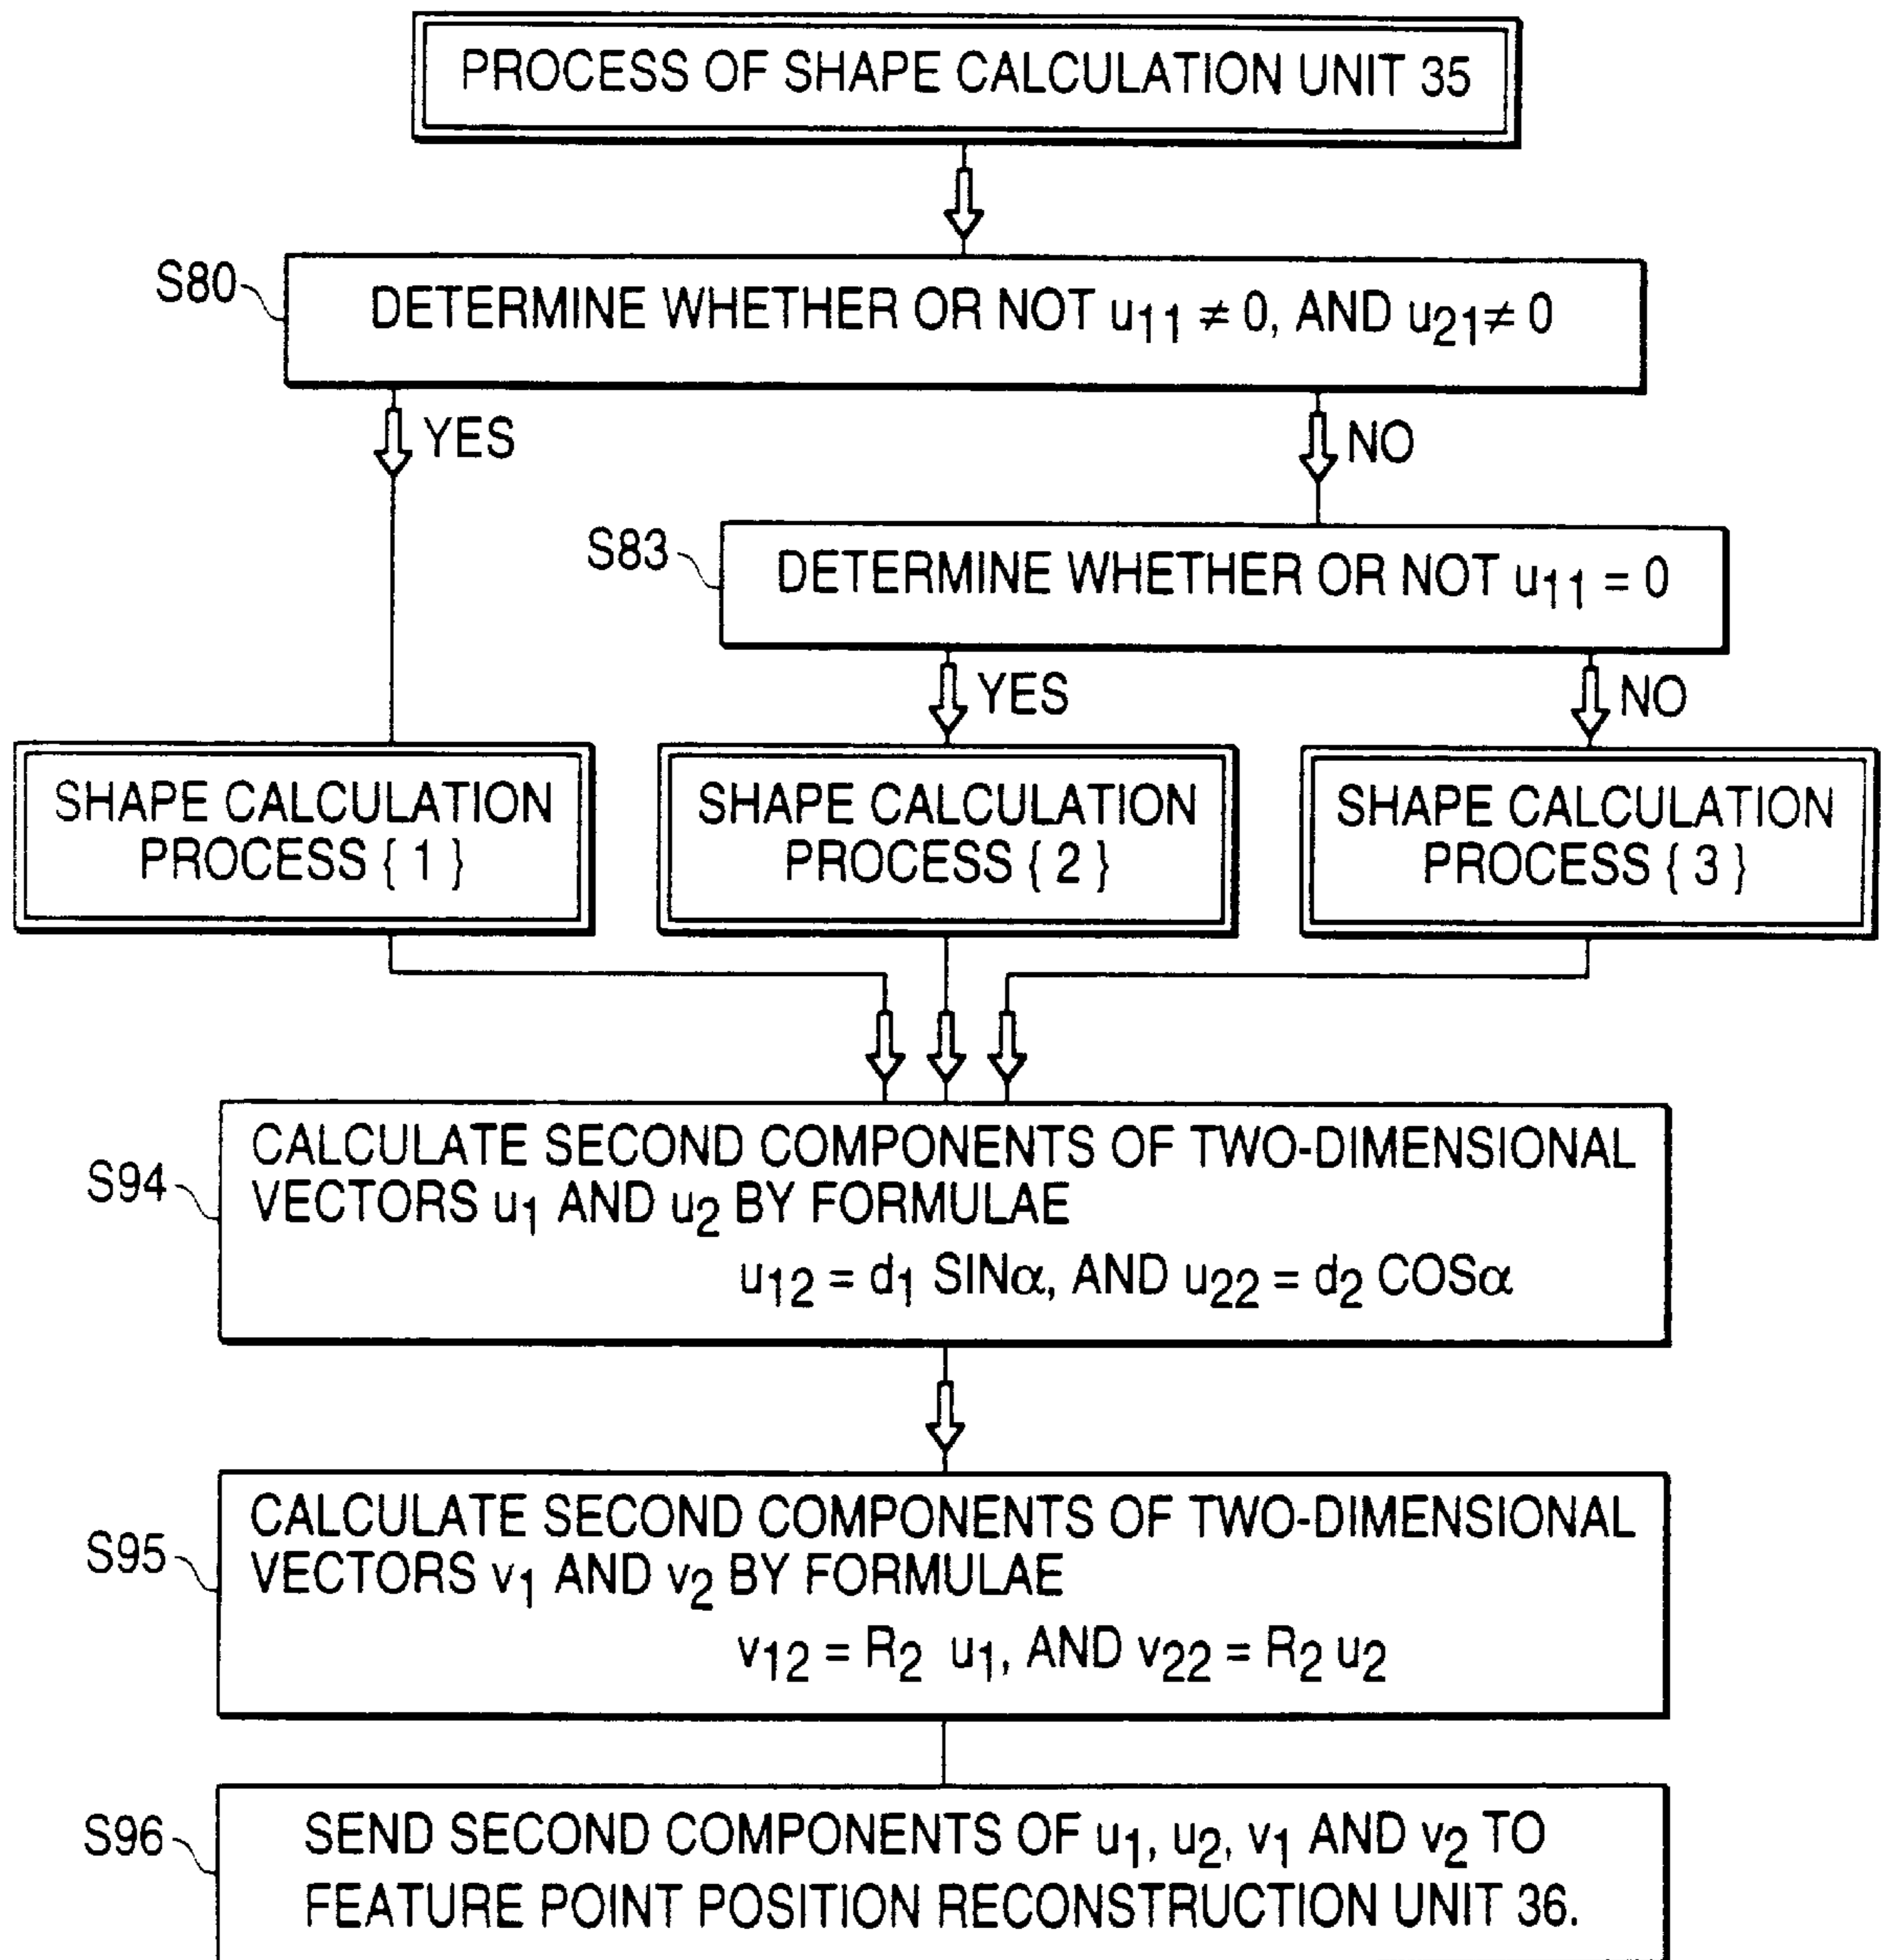 PROCESS OF SHAPE CALCULATION UNIT 35
S80
DETERMINE WHETHER OR NOT u11 ≠ 0, AND u21 ≠ 0
YES
NO
S83
DETERMINE WHETHER OR NOT u11 = 0
YES
NO
SHAPE CALCULATION
PROCESS { 1 }
SHAPE CALCULATION
PROCESS { 2 }
SHAPE CALCULATION
PROCESS { 3 }
S94
CALCULATE SECOND COMPONENTS OF TWO-DIMENSIONAL
VECTORS u1 AND u2 BY FORMULAE
u12 = d1 SINα, AND u22 = d2 COSα
S95
CALCULATE SECOND COMPONENTS OF TWO-DIMENSIONAL
VECTORS v1 AND v2 BY FORMULAE
v12 = R2 u1, AND v22 = R2 u2
S96
SEND SECOND COMPONENTS OF u1, u2, v1 AND v2 TO
FEATURE POINT POSITION RECONSTRUCTION UNIT 36.